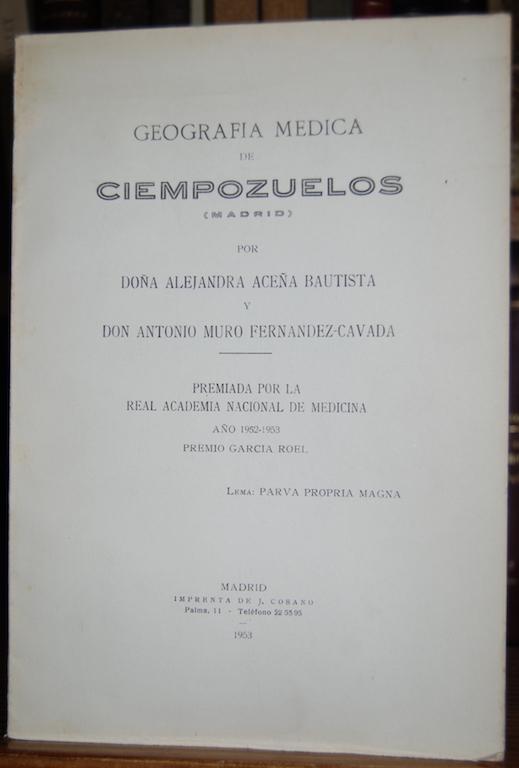 GEOGRAFIA MEDICA
DE
CIEMPOZUELOS
(MADRID)
POR
DOÑA ALEJANDRA ACEÑA BAUTISTA
Y
DON ANTONIO MURO FERNANDEZ-CAVADA
PREMIADA POR LA
REAL ACADEMIA NACIONAL DE MEDICINA
AÑO 1952-1953
PREMIO GARCIA ROEL
LEMA: PARVA PROPRIA MAGNA
MADRID
IMPRENTA DE J. COSANO
Palma, 11 - Teléfono 22 55 95
1953